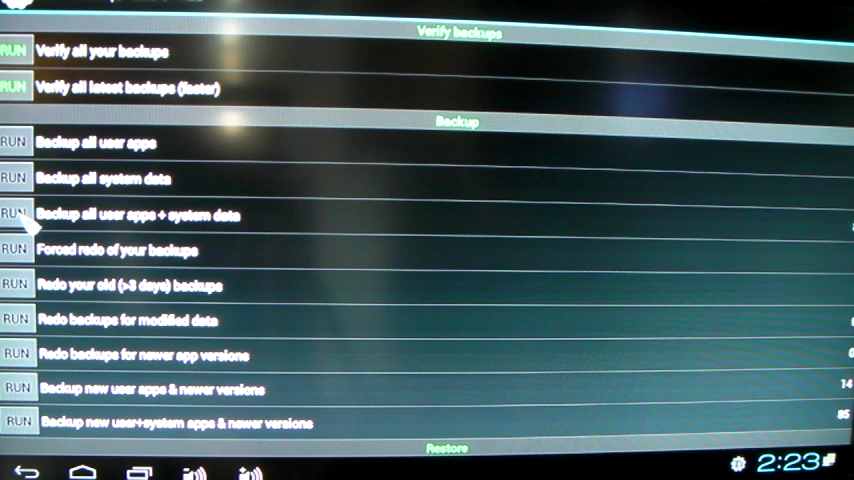 Verify backups
RUN Verify all your backups
RUN Verify all latest backups (faster)
Backup
RUN Backup all user apps
RUN Backup all system data
RUN Backup all user apps + system data
RUN Forced redo of your backups
RUN Redo your old (>3 days) backups
RUN Redo backups for modified data
RUN Redo backups for newer app versions
RUN Backup new user apps & newer versions 14
RUN Backup new user+system apps & newer versions 85
Restore
2:23